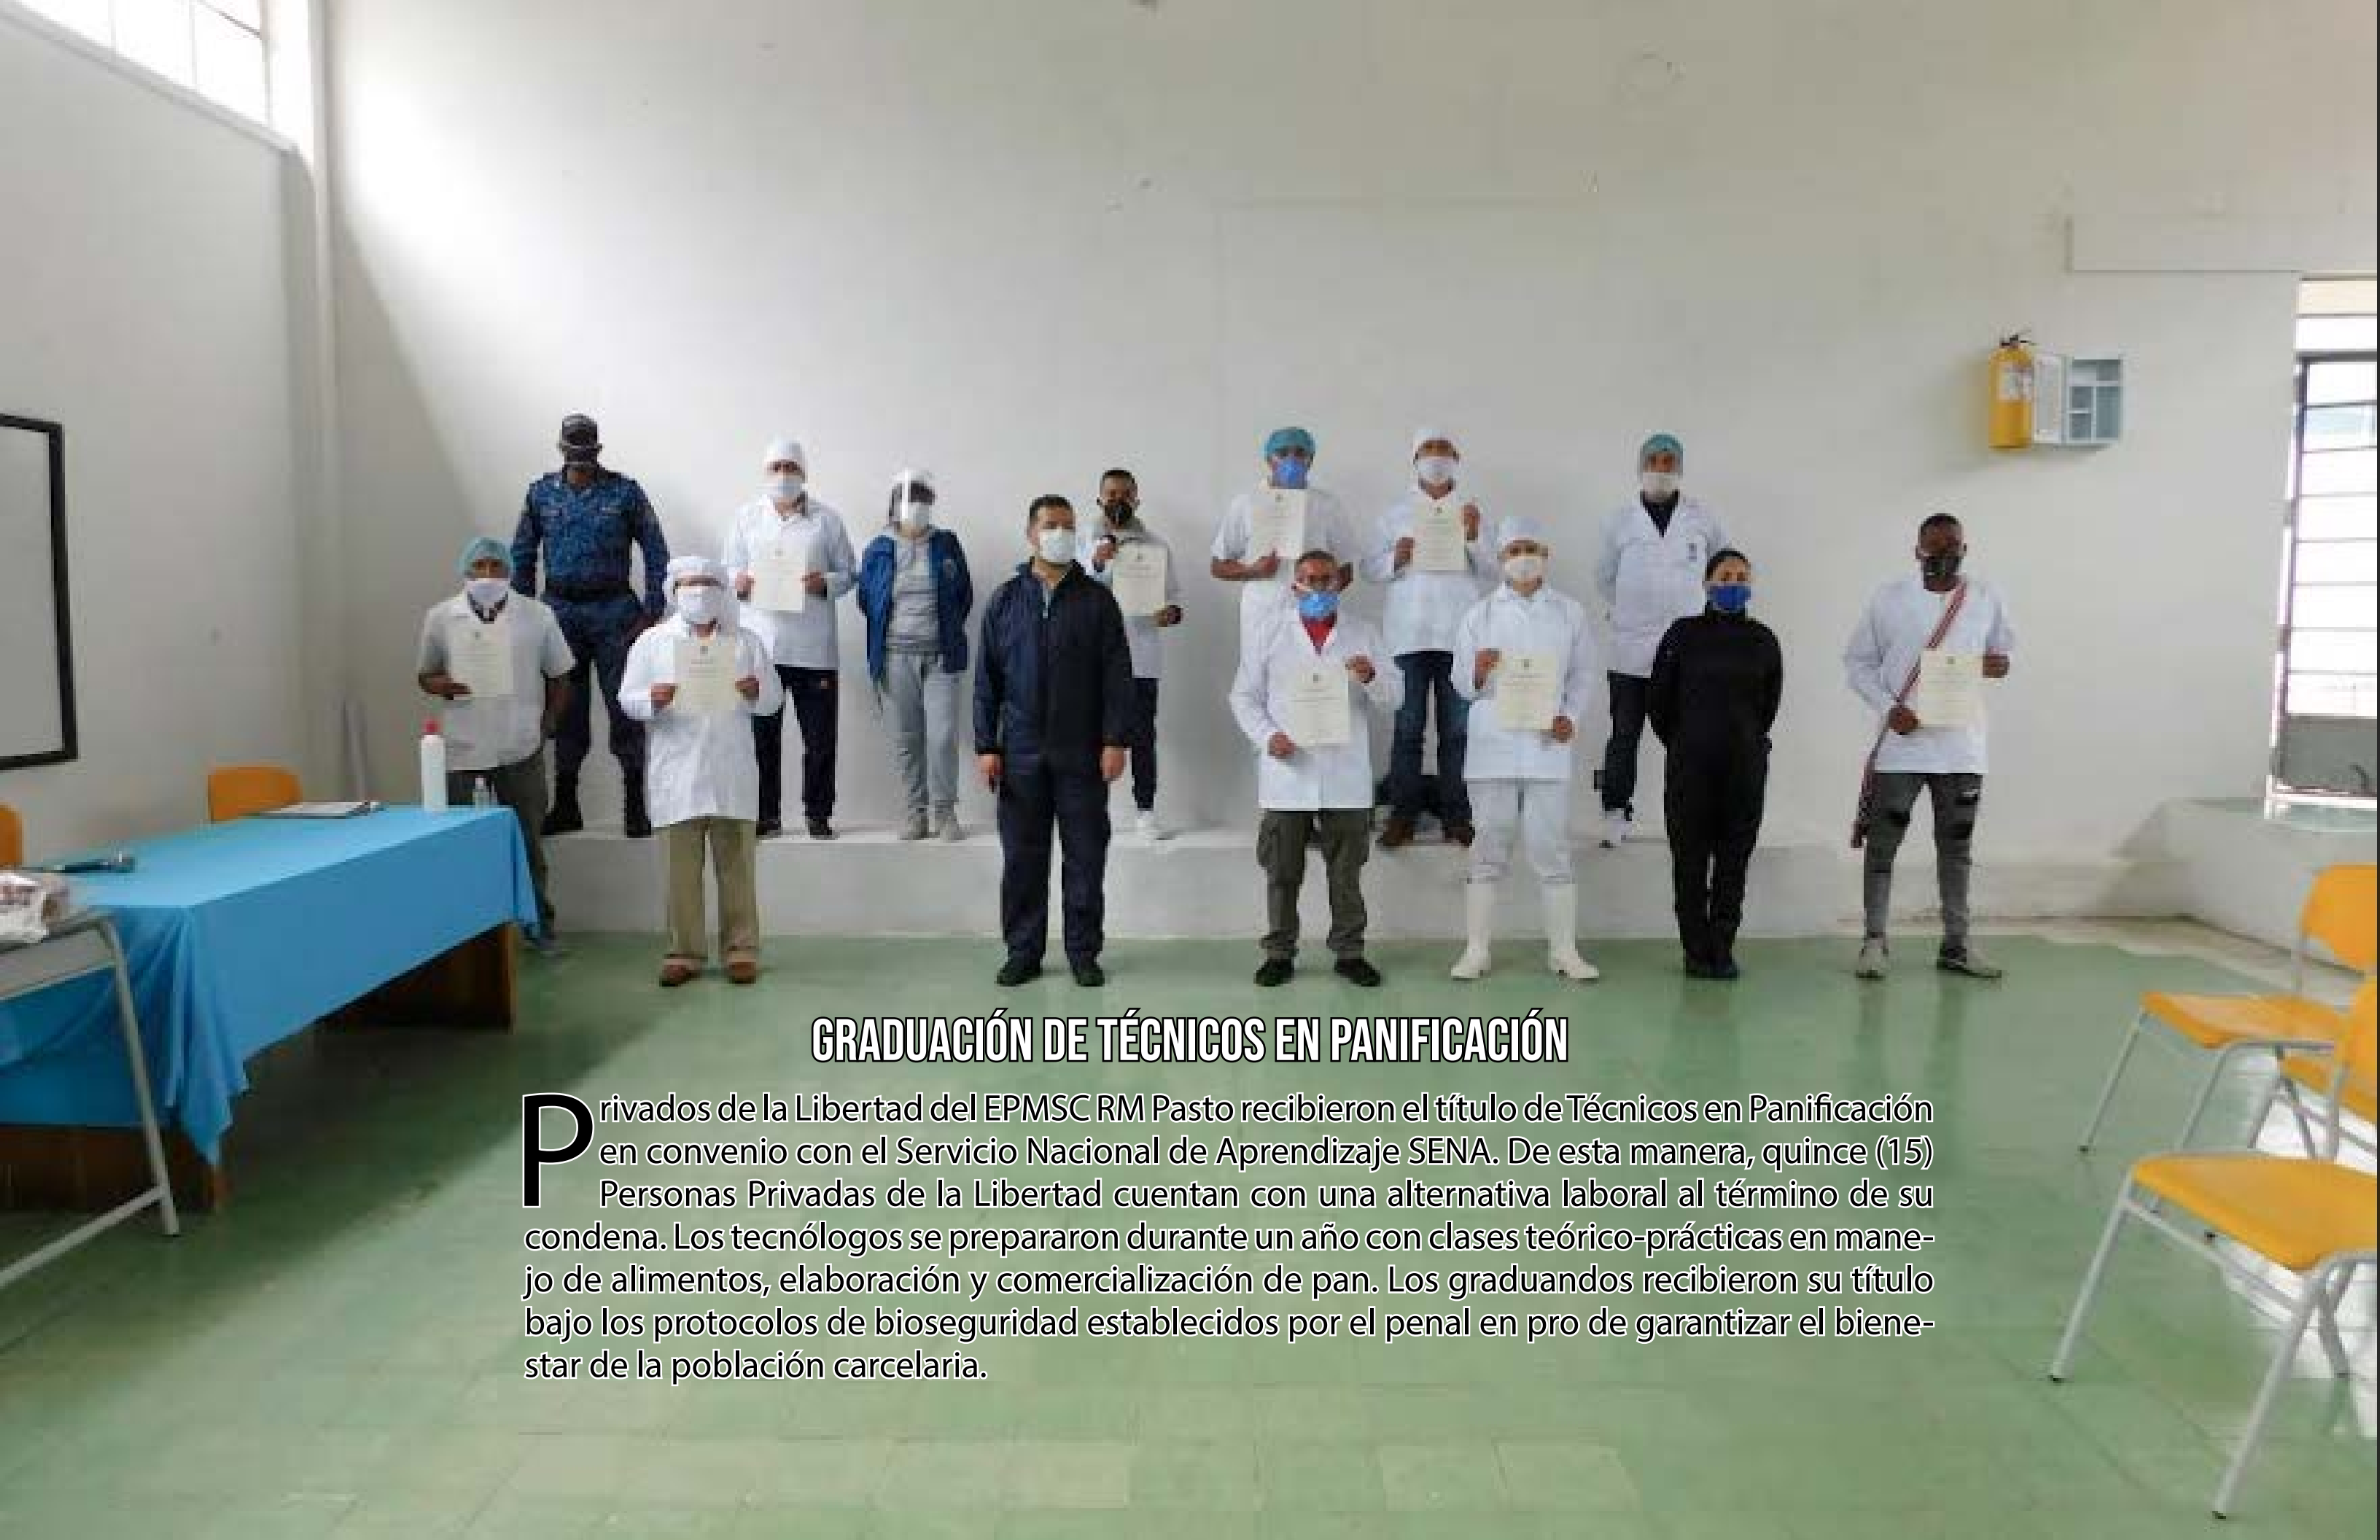 GRADUACIÓN DE TÉCNICOS EN PANIFICACIÓN
Privados de la Libertad del EPMSC RM Pasto recibieron el título de Técnicos en Panificación
en convenio con el Servicio Nacional de Aprendizaje SENA. De esta manera, quince (15)
Personas Privadas de la Libertad cuentan con una alternativa laboral al término de su
condena. Los tecnólogos se prepararon durante un año con clases teórico-prácticas en mane-
jo de alimentos, elaboración y comercialización de pan. Los graduandos recibieron su título
bajo los protocolos de bioseguridad establecidos por el penal en pro de garantizar el biene-
star de la población carcelaria.